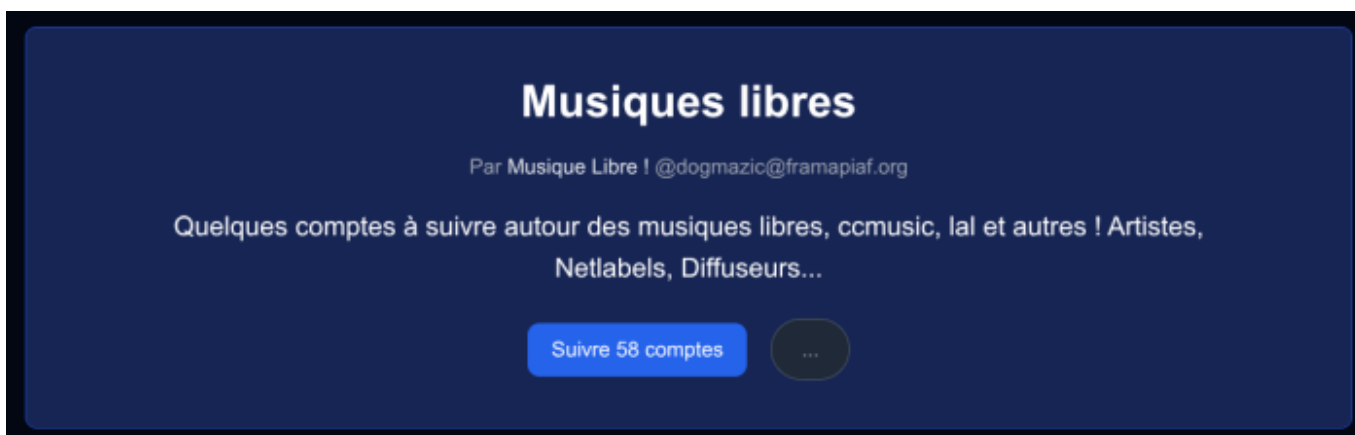 Musiques libres
Par Musique Libre ! @dogmazic@framapiaf.org
Quelques comptes à suivre autour des musiques libres, ccmusic, lal et autres ! Artistes,
Netlabels, Diffuseurs...
Suivre 58 comptes
...